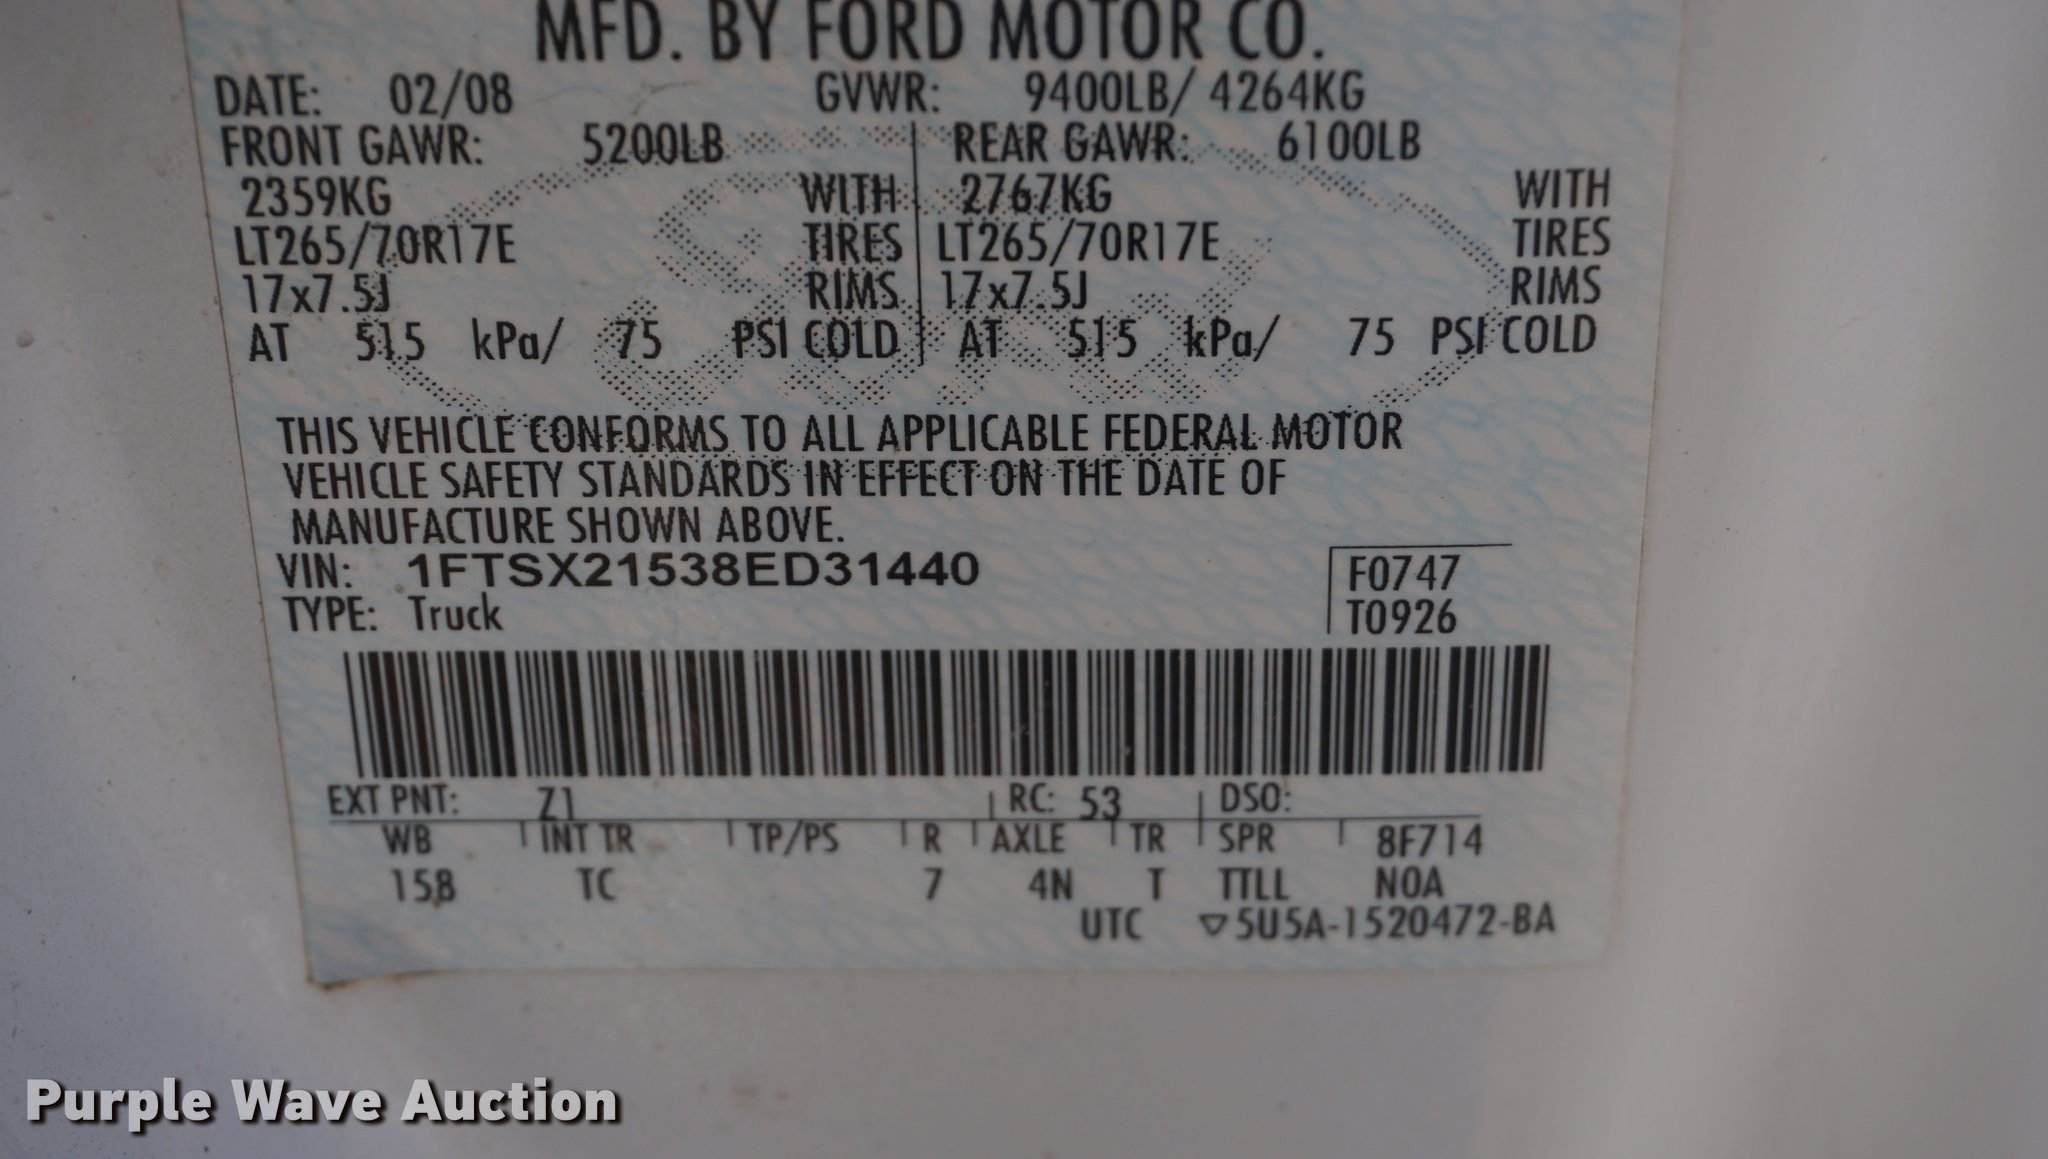 MFD. BY FORD MOTOR CO.
DATE: 02/08 GVWR: 9400LB/ 4264KG
FRONT GAWR: 5200LB REAR GAWR: 6100LB
2359KG WITH 2767KG WITH
LT265/70R17E TIRES LT265/70R17E TIRES
17x7.5J RIMS 17x7.5J RIMS
AT 515 kPa/ 75 PSI COLD AT 515 kPa/ 75 PSI COLD
THIS VEHICLE CONFORMS TO ALL APPLICABLE FEDERAL MOTOR
VEHICLE SAFETY STANDARDS IN EFFECT ON THE DATE OF
MANUFACTURE SHOWN ABOVE.
VIN: 1FTSX21538ED31440 F0747
TYPE: Truck T0926
EXT PNT: Z1 RC: 53 DSO:
WB INT TR TP/PS R AXLE TR SPR 8F714
158 TC 7 4N T TTLL NOA
UTC ▽5U5A-1520472-BA
Purple Wave Auction